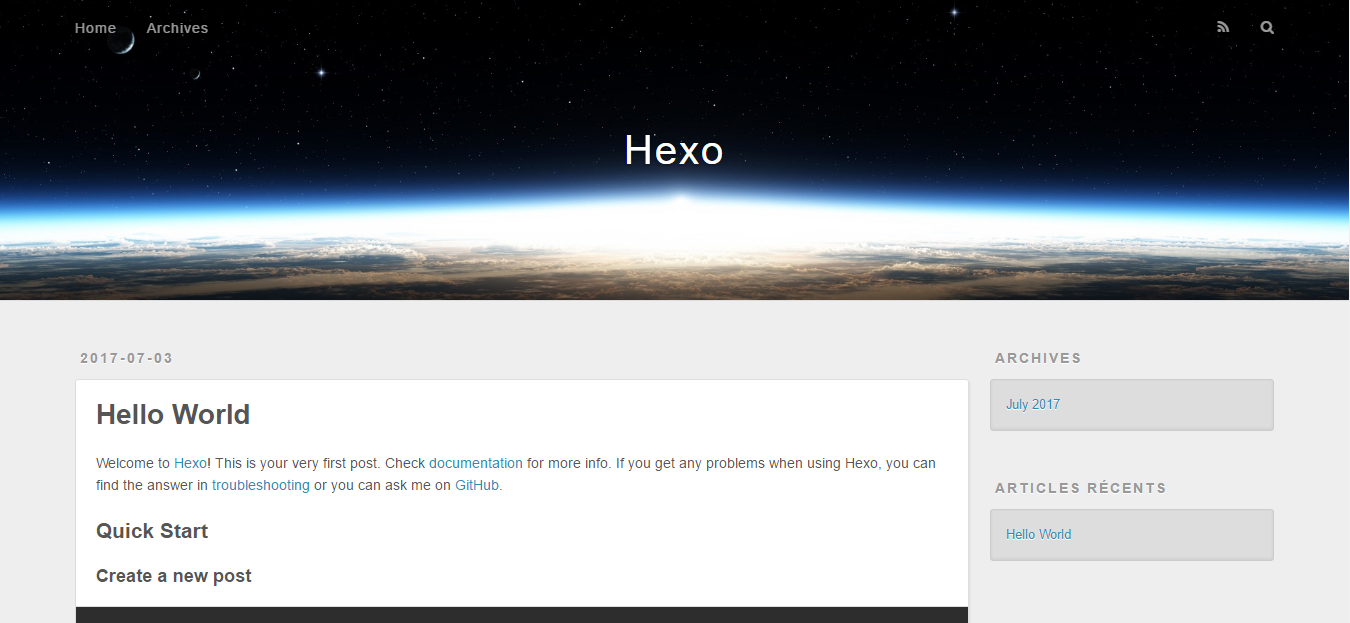 Home Archives
Hexo
2017-07-03
Hello World
Welcome to Hexo! This is your very first post. Check documentation for more info. If you get any problems when using Hexo, you can
find the answer in troubleshooting or you can ask me on GitHub.
Quick Start
Create a new post
ARCHIVES
July 2017
ARTICLES RÉCENTS
Hello World